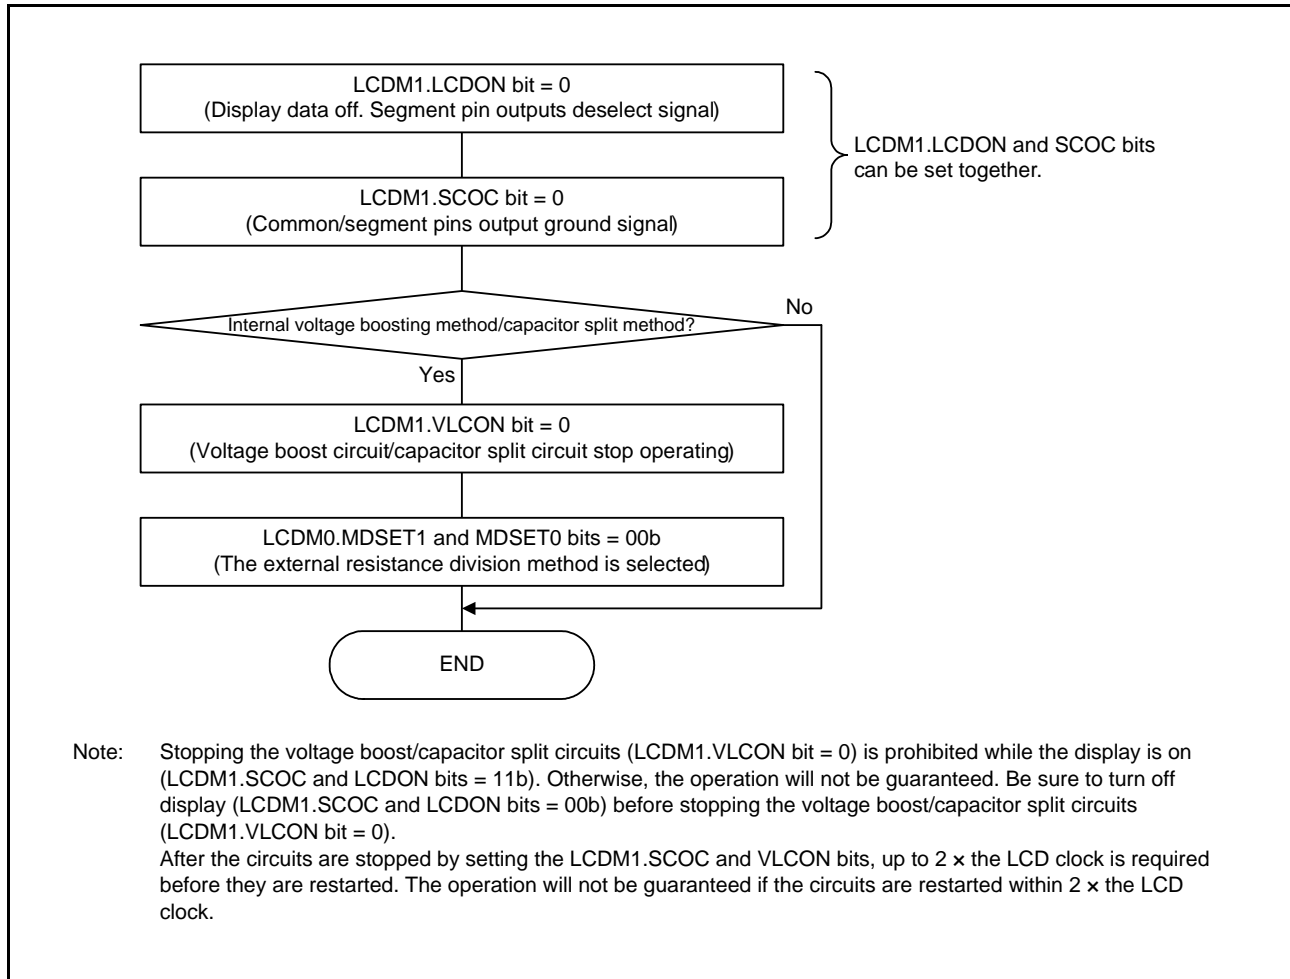 LCDM1.LCDON bit = 0
(Display data off. Segment pin outputs deselect signal)
LCDM1.LCDON and SCOC bits
can be set together.
LCDM1.SCOC bit = 0
(Common/segment pins output ground signal)
Internal voltage boosting method/capacitor split method?
No
Yes
LCDM1.VLCON bit = 0
(Voltage boost circuit/capacitor split circuit stop operating)
LCDM0.MDSET1 and MDSET0 bits = 00b
(The external resistance division method is selected)
END
Note: Stopping the voltage boost/capacitor split circuits (LCDM1.VLCON bit = 0) is prohibited while the display is on
(LCDM1.SCOC and LCDON bits = 11b). Otherwise, the operation will not be guaranteed. Be sure to turn off
display (LCDM1.SCOC and LCDON bits = 00b) before stopping the voltage boost/capacitor split circuits
(LCDM1.VLCON bit = 0).
After the circuits are stopped by setting the LCDM1.SCOC and VLCON bits, up to 2 × the LCD clock is required
before they are restarted. The operation will not be guaranteed if the circuits are restarted within 2 × the LCD
clock.